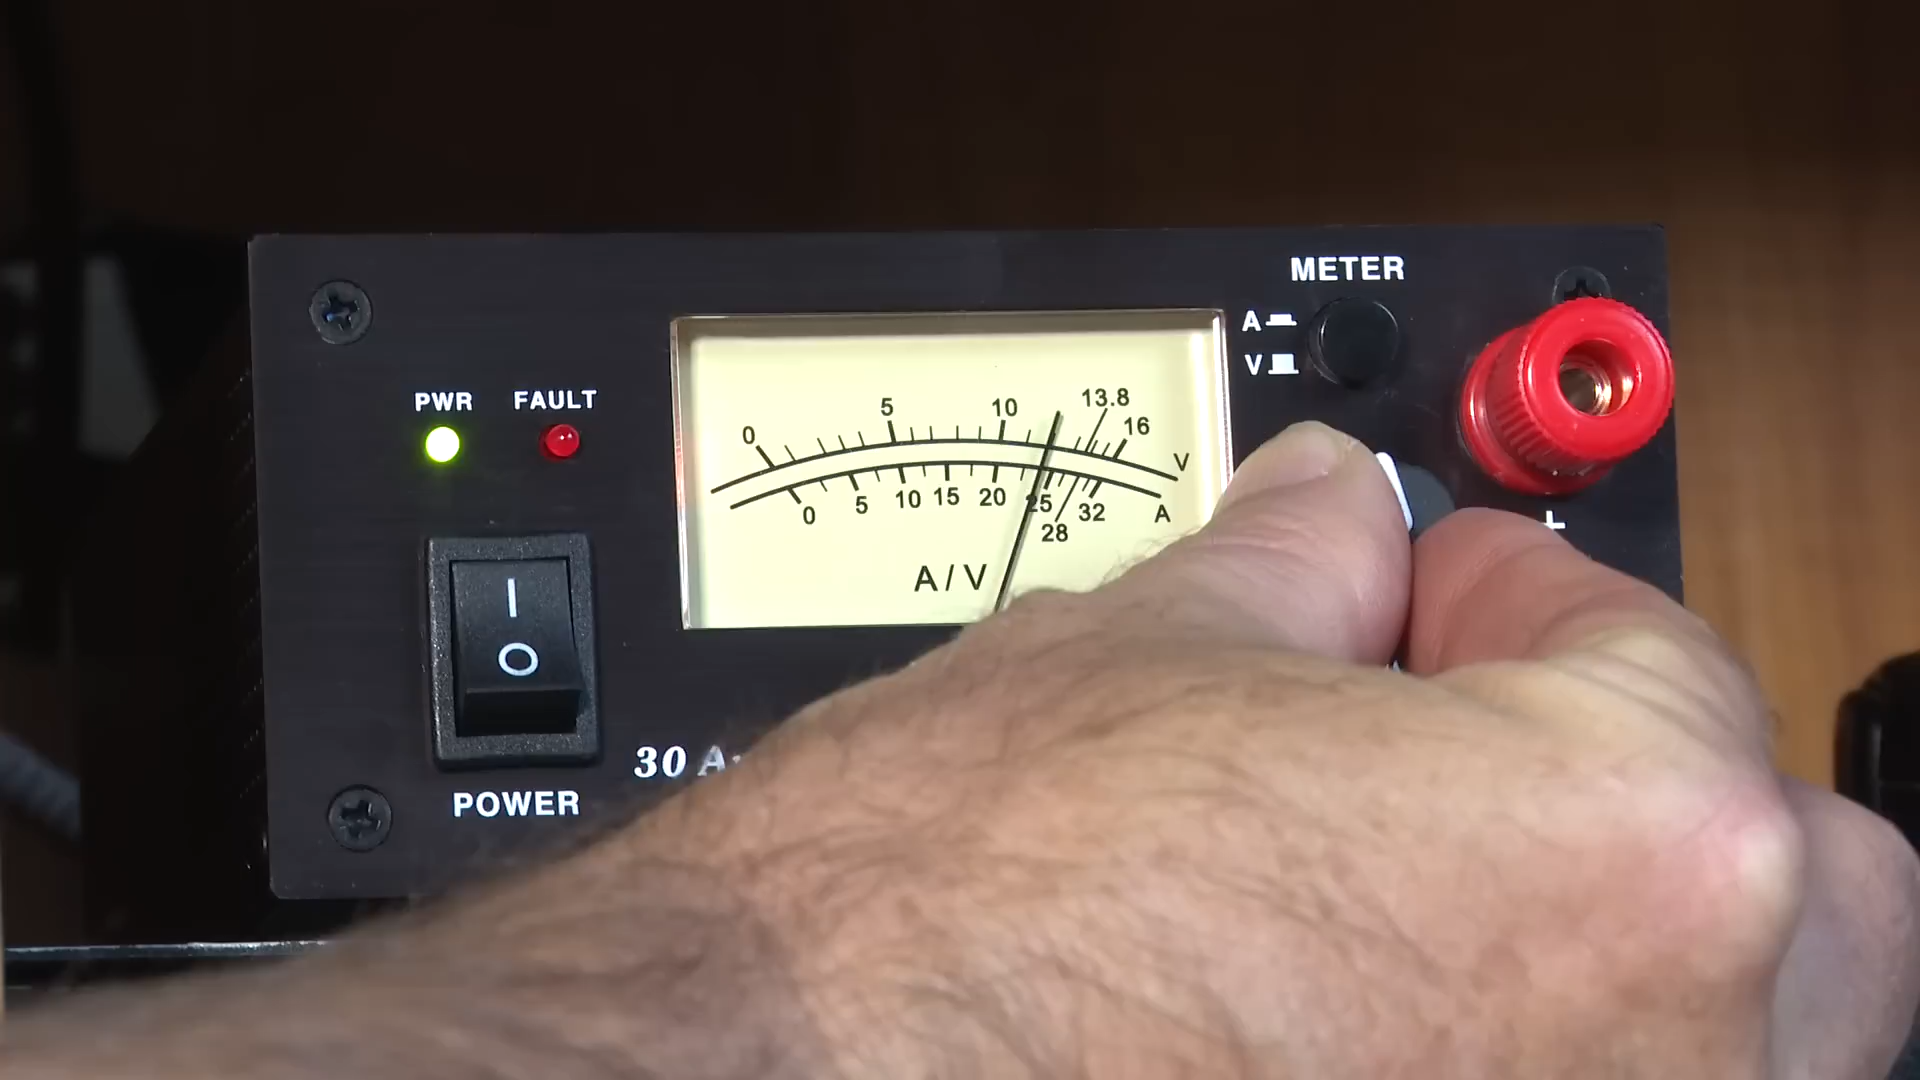 METER
A
V
PWR FAULT
0 5 10 13.8 16 V
0 5 10 15 20 25 28 32 A
A/V
I
O
+
30 A
POWER